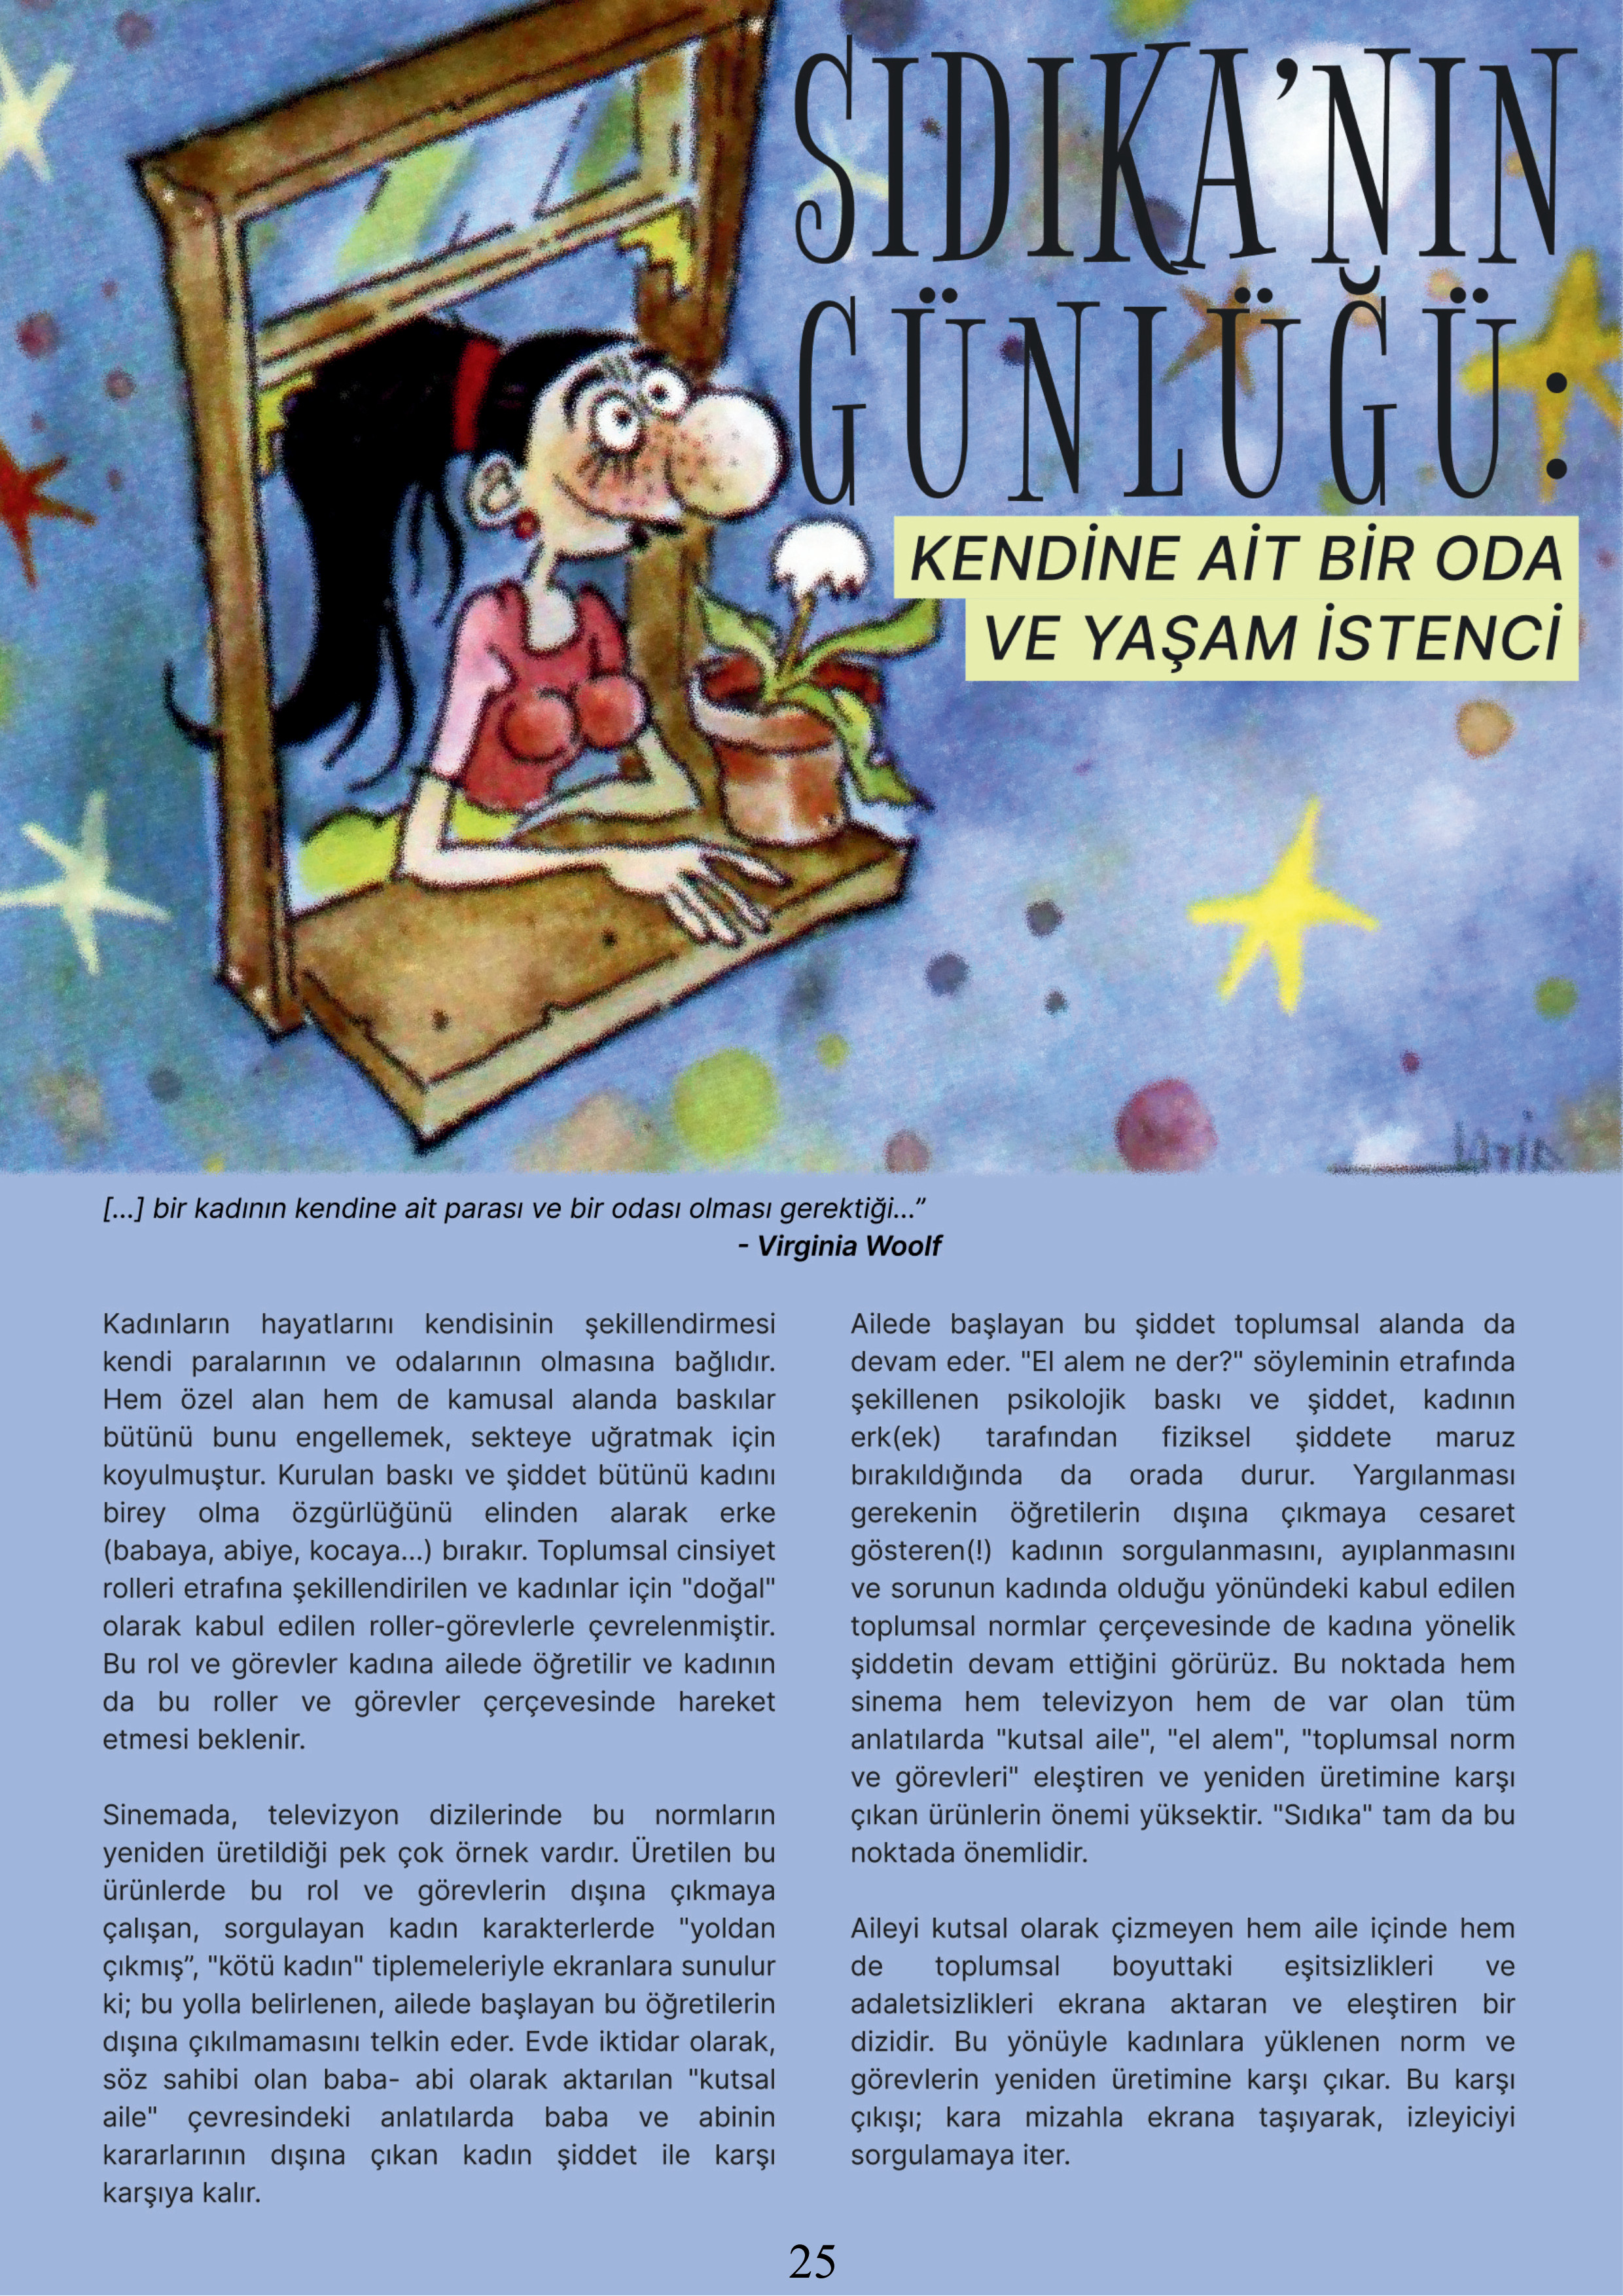 SIDIKA’NIN
GÜNLÜĞÜ:
KENDİNE AİT BİR ODA
VE YAŞAM İSTENCİ
[...] bir kadının kendine ait parası ve bir odası olması gerektiği...”
- Virginia Woolf
Kadınların hayatlarını kendisinin şekillendirmesi
kendi paralarının ve odalarının olmasına bağlıdır.
Hem özel alan hem de kamusal alanda baskılar
bütünü bunu engellemek, sekteye uğratmak için
koyulmuştur. Kurulan baskı ve şiddet bütünü kadını
birey olma özgürlüğünü elinden alarak erke
(babaya, abiye, kocaya...) bırakır. Toplumsal cinsiyet
rolleri etrafına şekillendirilen ve kadınlar için "doğal"
olarak kabul edilen roller-görevlerle çevrelenmiştir.
Bu rol ve görevler kadına ailede öğretilir ve kadının
da bu roller ve görevler çerçevesinde hareket
etmesi beklenir.
Sinemada, televizyon dizilerinde bu normların
yeniden üretildiği pek çok örnek vardır. Üretilen bu
ürünlerde bu rol ve görevlerin dışına çıkmaya
çalışan, sorgulayan kadın karakterlerde "yoldan
çıkmış”, "kötü kadın" tiplemeleriyle ekranlara sunulur
ki; bu yolla belirlenen, ailede başlayan bu öğretilerin
dışına çıkılmamasını telkin eder. Evde iktidar olarak,
söz sahibi olan baba- abi olarak aktarılan "kutsal
aile" çevresindeki anlatılarda baba ve abinin
kararlarının dışına çıkan kadın şiddet ile karşı
karşıya kalır.
Ailede başlayan bu şiddet toplumsal alanda da
devam eder. "El alem ne der?" söyleminin etrafında
şekillenen psikolojik baskı ve şiddet, kadının
erk(ek) tarafından fiziksel şiddete maruz
bırakıldığında da orada durur. Yargılanması
gerekenin öğretilerin dışına çıkmaya cesaret
gösteren(!) kadının sorgulanmasını, ayıplanmasını
ve sorunun kadında olduğu yönündeki kabul edilen
toplumsal normlar çerçevesinde de kadına yönelik
şiddetin devam ettiğini görürüz. Bu noktada hem
sinema hem televizyon hem de var olan tüm
anlatılarda "kutsal aile", "el alem", "toplumsal norm
ve görevleri" eleştiren ve yeniden üretimine karşı
çıkan ürünlerin önemi yüksektir. "Sıdıka" tam da bu
noktada önemlidir.
Aileyi kutsal olarak çizmeyen hem aile içinde hem
de toplumsal boyuttaki eşitsizlikleri ve
adaletsizlikleri ekrana aktaran ve eleştiren bir
dizidir. Bu yönüyle kadınlara yüklenen norm ve
görevlerin yeniden üretimine karşı çıkar. Bu karşı
çıkışı; kara mizahla ekrana taşıyarak, izleyiciyi
sorgulamaya iter.
25